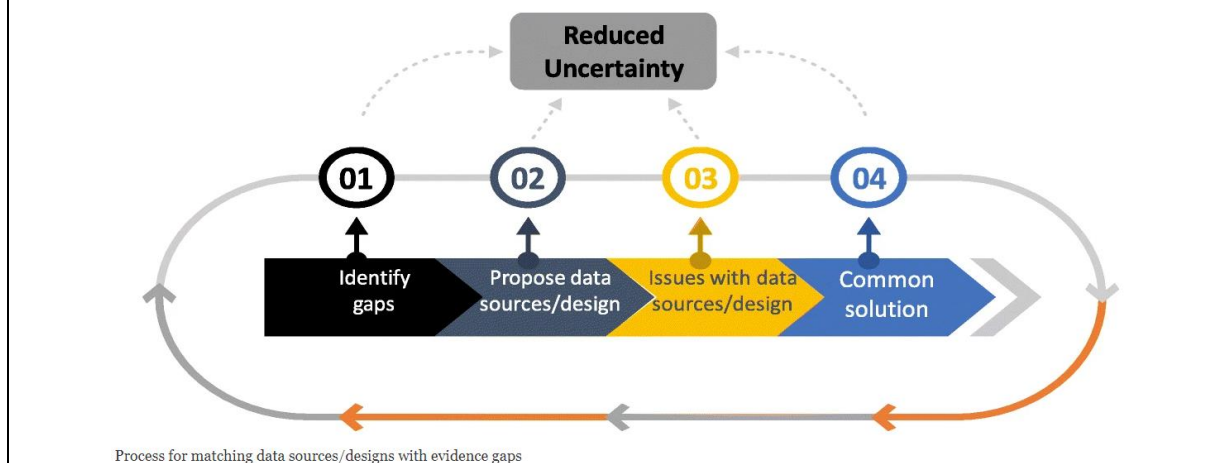 Reduced
Uncertainty
01
02
03
04
Identify
gaps
Propose data
sources/design
Issues with data
sources/design
Common
solution
Process for matching data sources/designs with evidence gaps